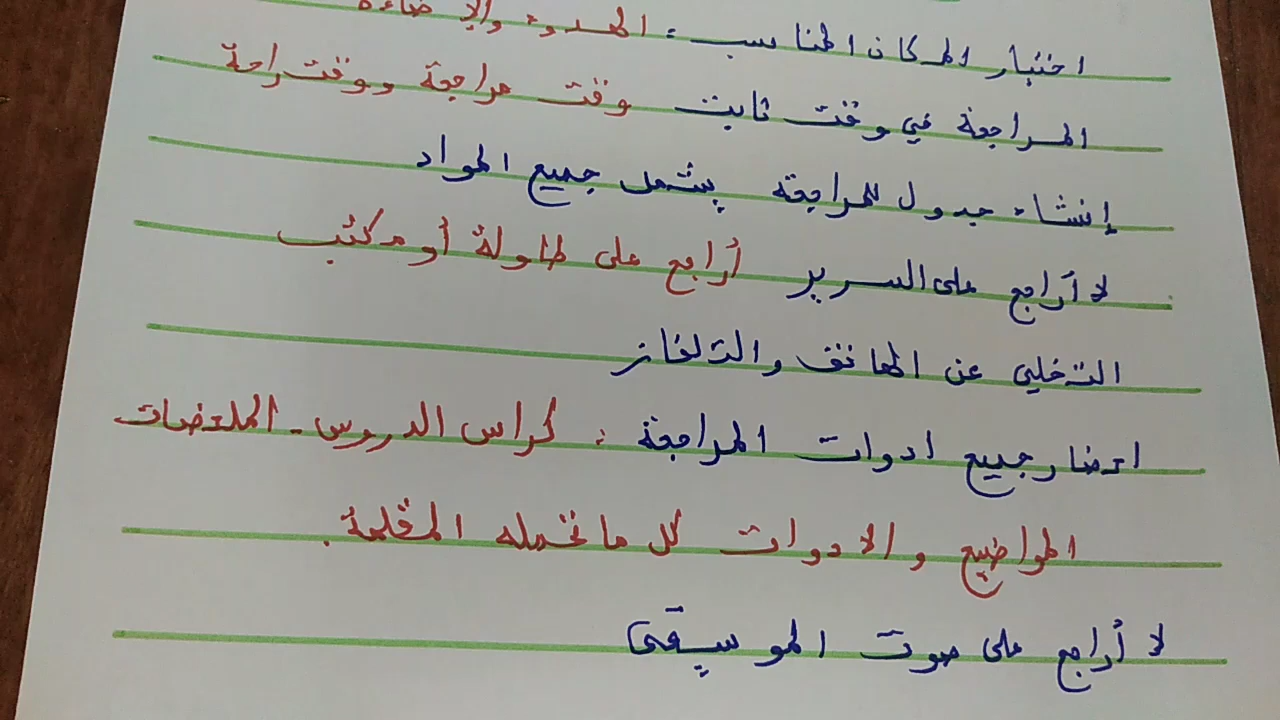 اختيار المكان المناسب : الهدوء والإضاءة
المراجعة في وقت ثابت وقت مراجعة ووقت راحة
إنشاء جدول للمراجعة يشمل جميع المواد
لا أراجع على السرير أراجع على طاولة أو مكتب
التخلي عن الهاتف والتلفاز
احضار جميع ادوات المراجعة : كراس الدروس - الملخصات
المواضيع والادوات كل ما تحمله المقلمة .
لا أراجع على صوت الموسيقى